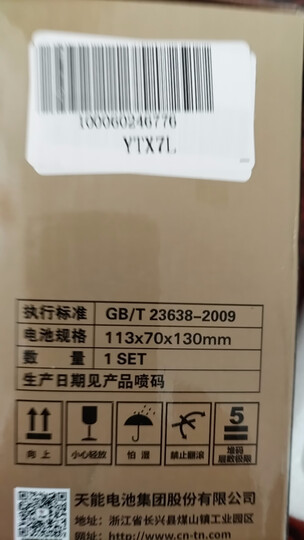 100060246776
YTX7L
执行标准 GB/T 23638-2009
电池规格 113x70x130mm
数 量 1 SET
生产日期见产品喷码
5
向 上 小心轻放 怕 湿 禁止翻滚 堆码层数极限
天能电池集团股份有限公司
地址：浙江省长兴县煤山镇工业园区
网址：http://www.cn-tn.com